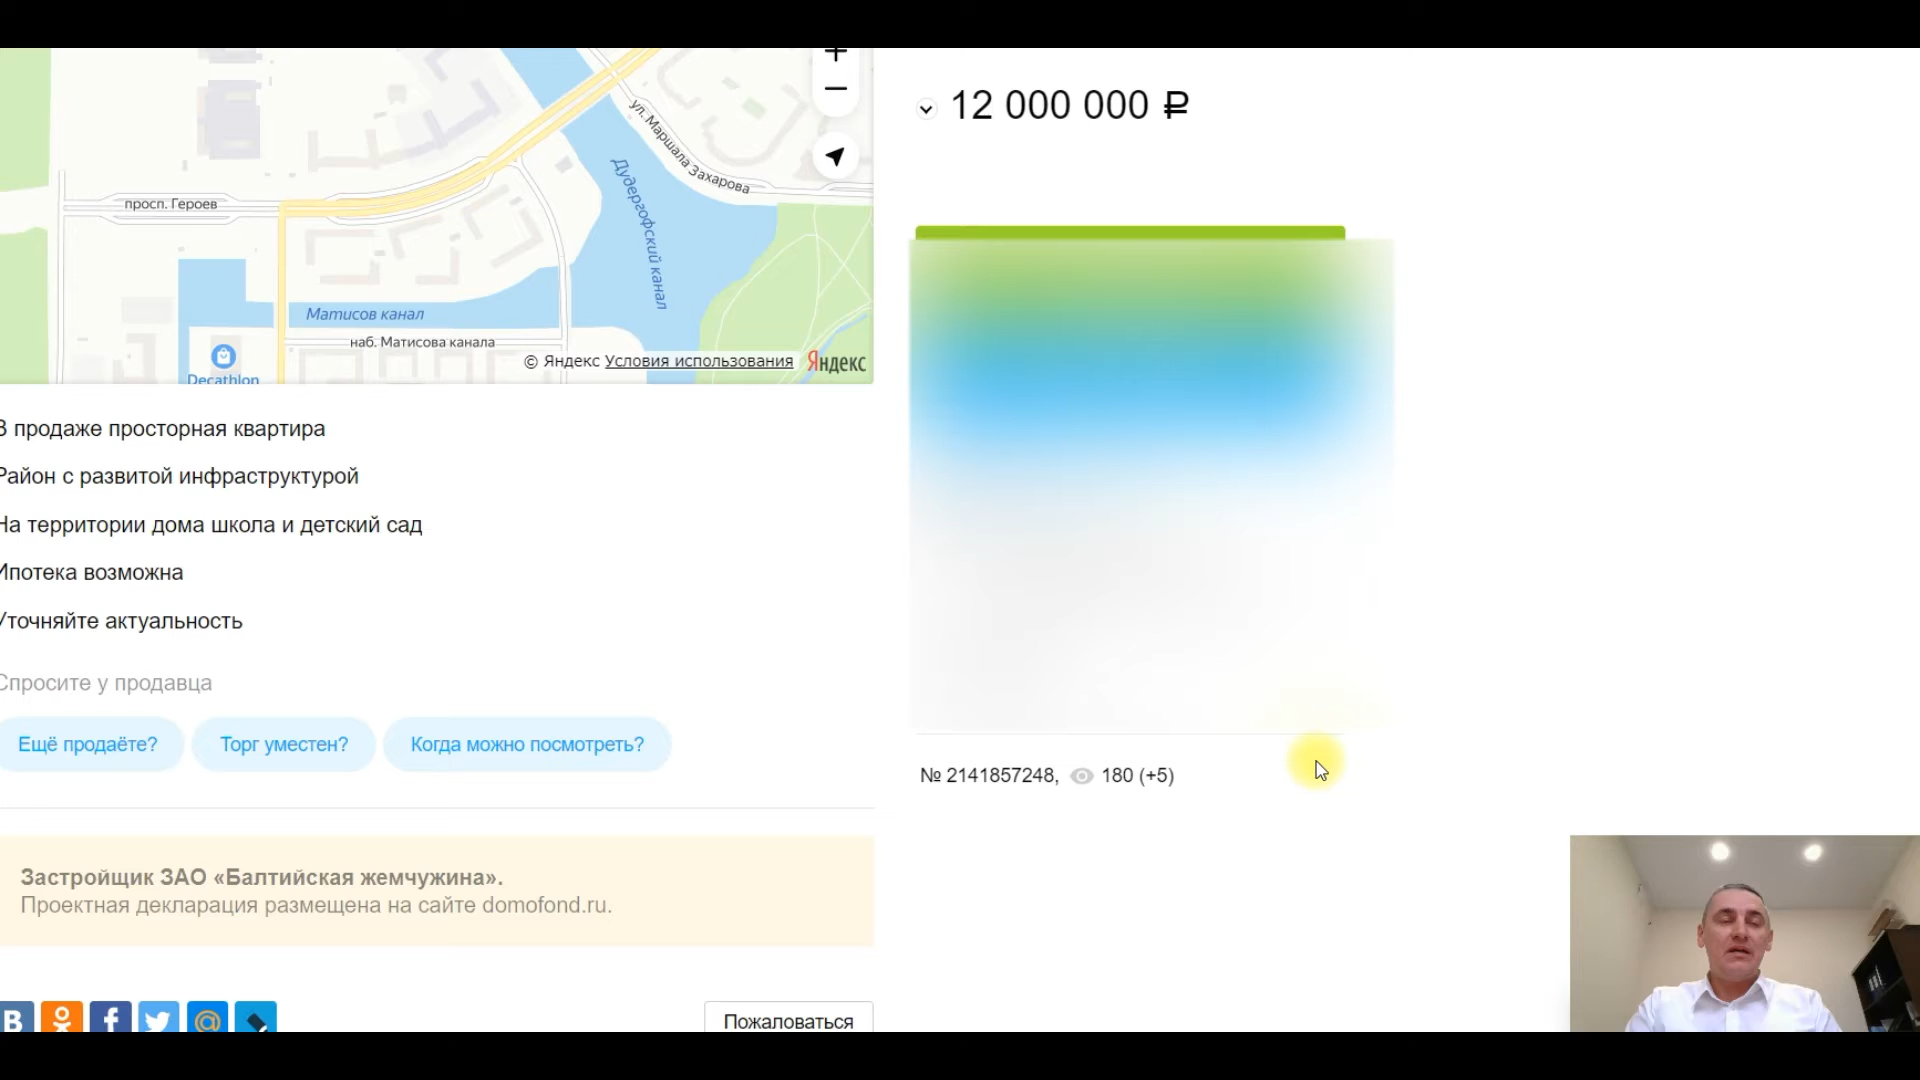 ул. Маршала Захарова
Дудергофский канал
просп. Героев
Матисов канал
наб. Матисова канала
© Яндекс Условия использования Яндекс
Decathlon
12 000 000 ₽
В продаже просторная квартира
Район с развитой инфраструктурой
На территории дома школа и детский сад
Ипотека возможна
Уточняйте актуальность
Спросите у продавца
Ещё продаёте? Торг уместен? Когда можно посмотреть?
№ 2141857248, 180 (+5)
Застройщик ЗАО «Балтийская жемчужина».
Проектная декларация размещена на сайте domofond.ru.
Пожаловаться